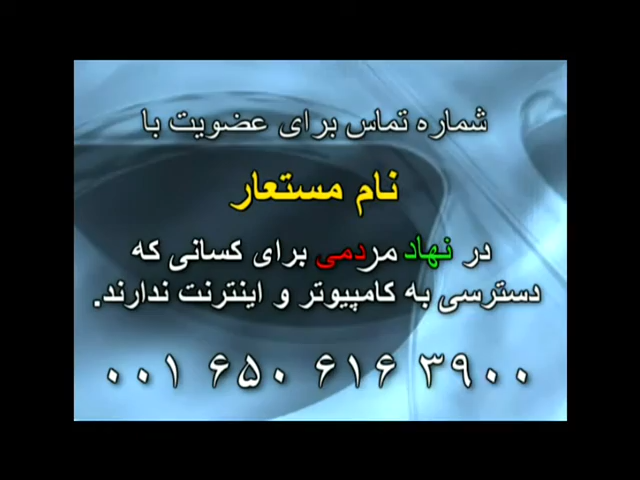 شماره تماس برای عضویت با
نام مستعار
در نهاد مردمی برای کسانی که
دسترسی به کامپیوتر و اینترنت ندارند.
۰۰۱ ۶۵۰ ۶۱۶ ۳۹۰۰